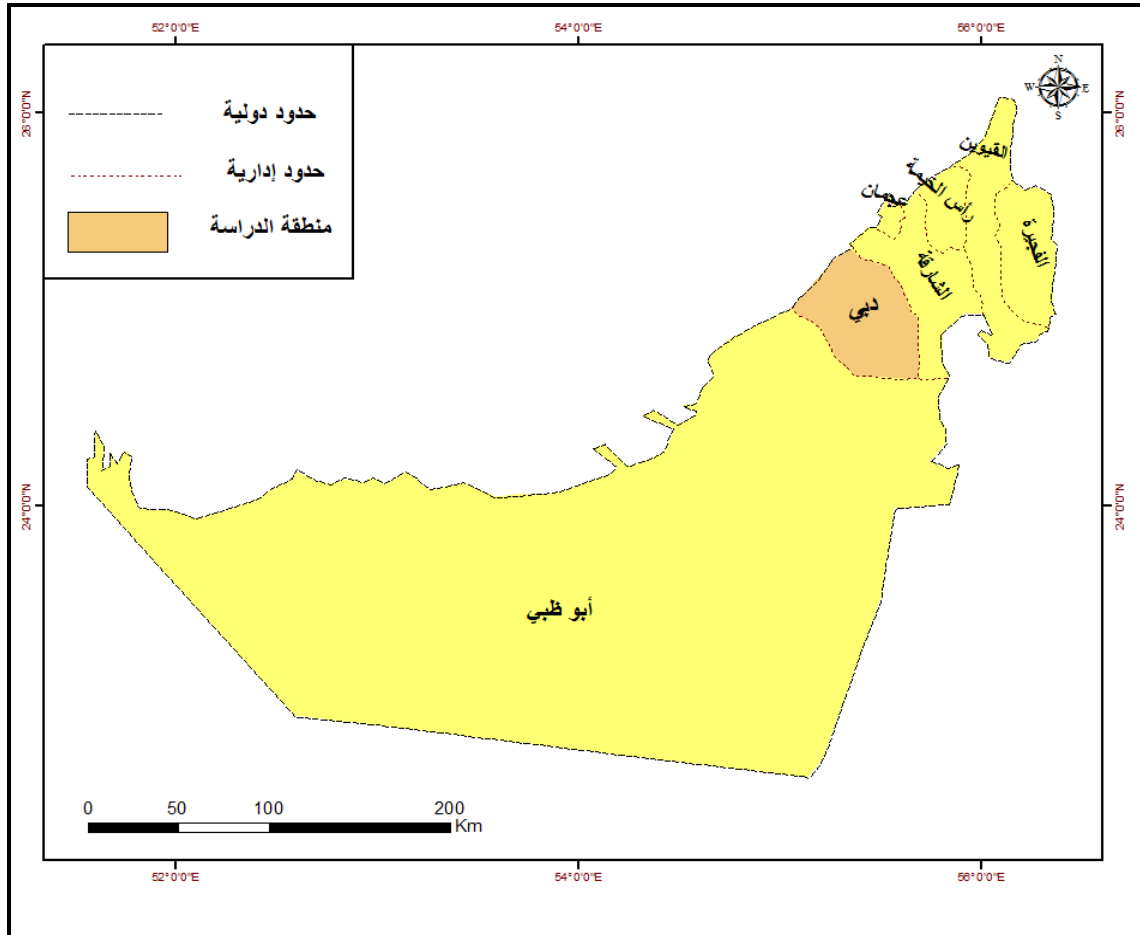 52°0'0"E 54°0'0"E 56°0'0"E
26°0'0"N 26°0'0"N
24°0'0"N 24°0'0"N
حدود دولية
حدود إدارية
منطقة الدراسة
N
W E
S
القيوين
رأس الخيمة
عجمان
الفجيرة
الشارقة
دبي
أبو ظبي
0 50 100 200
Km
52°0'0"E 54°0'0"E 56°0'0"E